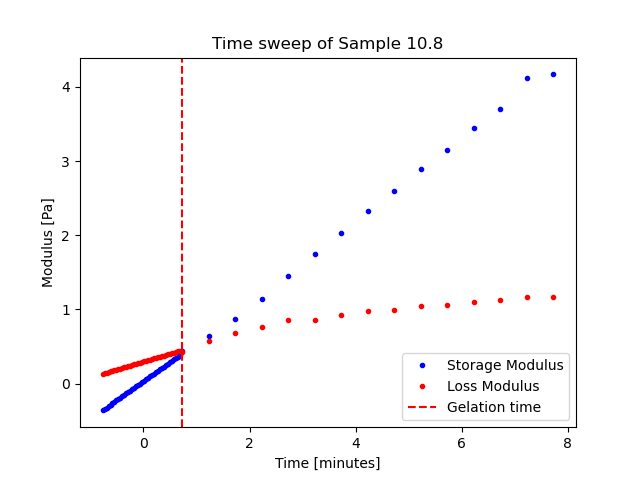 Time sweep of Sample 10.8
Modulus [Pa]
4
3
2
1
0
Storage Modulus
Loss Modulus
Gelation time
0 2 4 6 8
Time [minutes]